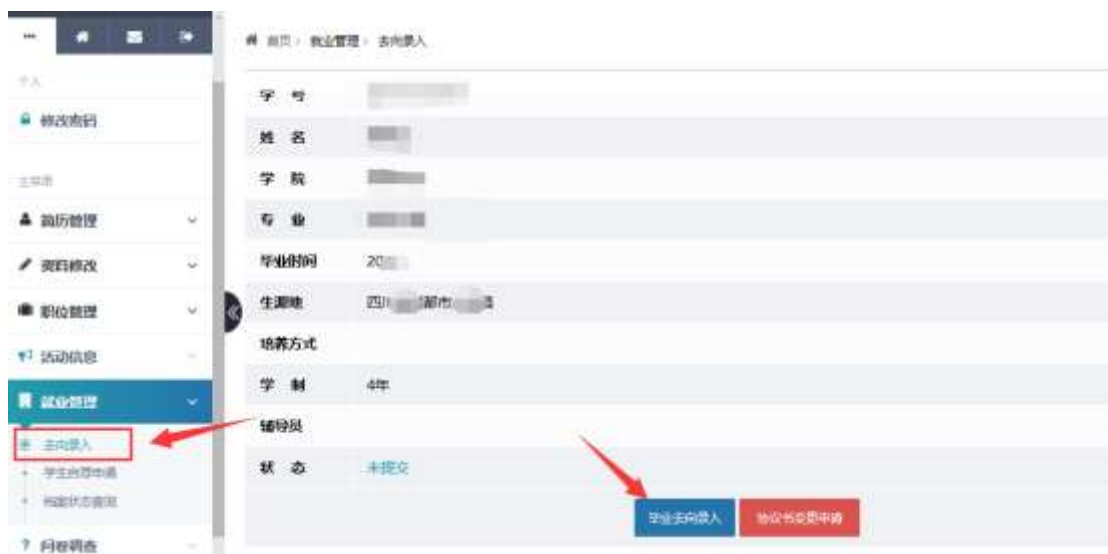 首页 › 就业管理 › 去向录入
个人
修改密码
主菜单
简历管理
资料修改
职位管理
活动信息
就业管理
去向录入
学生自荐申请
档案状态查询
问卷调查
学 号
姓 名
学 院
专 业
毕业时间 20
生源地 四川 都市
培养方式
学 制 4年
辅导员
状 态 未提交
毕业去向录入 协议书变更申请